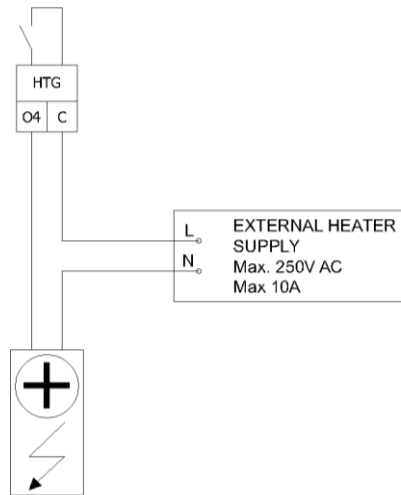 HTG
O4 C
L
N
EXTERNAL HEATER
SUPPLY
Max. 250V AC
Max 10A